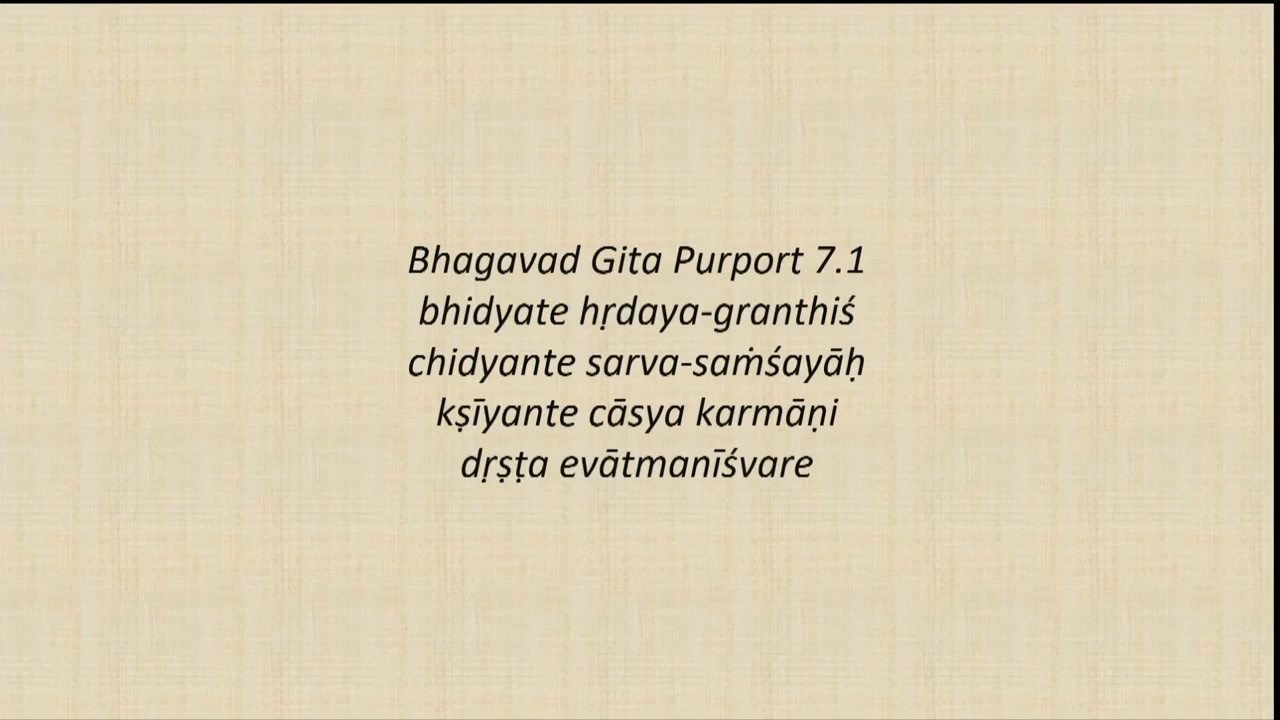 Bhagavad Gita Purport 7.1
bhidyate hṛdaya-granthiś
chidyante sarva-saṁśayāḥ
kṣīyante cāsya karmāṇi
dṛṣṭa evātmanīśvare